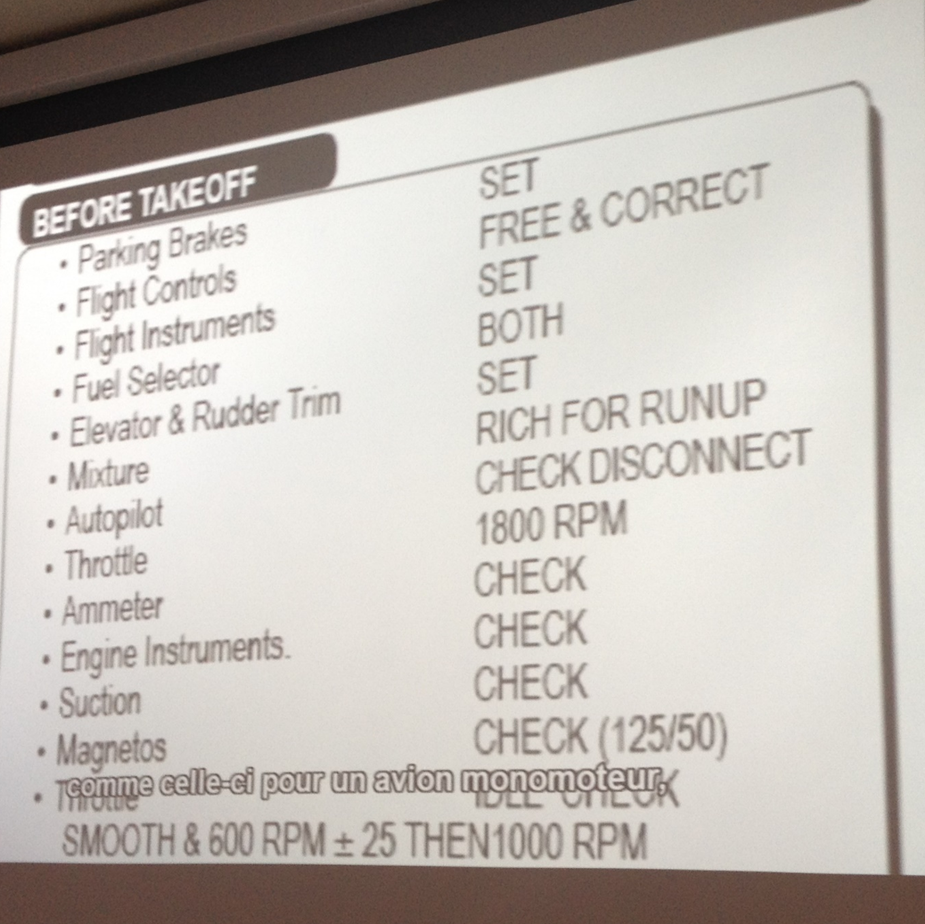 BEFORE TAKEOFF
• Parking Brakes SET
• Flight Controls FREE & CORRECT
• Flight Instruments SET
• Fuel Selector BOTH
• Elevator & Rudder Trim SET
• Mixture RICH FOR RUNUP
• Autopilot CHECK DISCONNECT
• Throttle 1800 RPM
• Ammeter CHECK
• Engine Instruments. CHECK
• Suction CHECK
• Magnetos CHECK (125/50)
• Throttle IDLE CHECK
comme celle-ci pour un avion monomoteur,
SMOOTH & 600 RPM ± 25 THEN1000 RPM